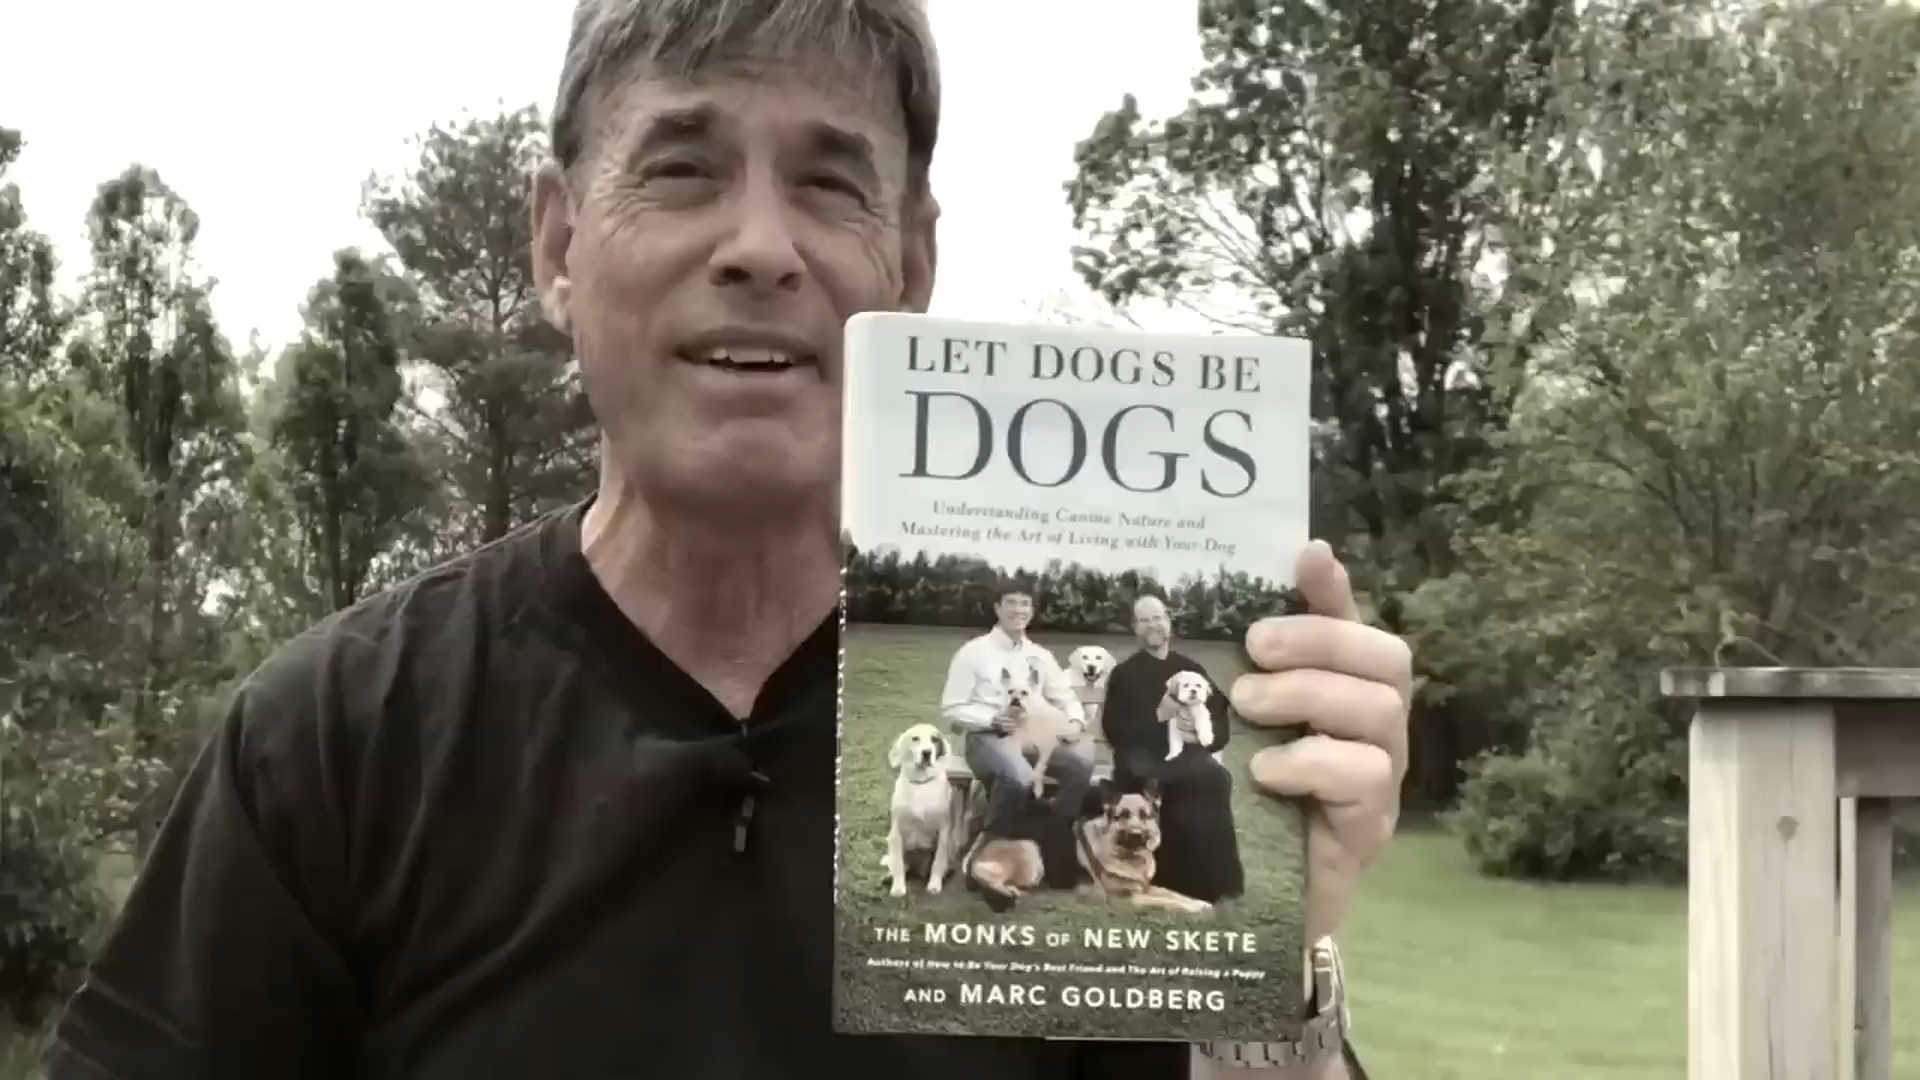 LET DOGS BE
DOGS
Understanding Canine Nature and
Mastering the Art of Living with Your Dog
THE MONKS OF NEW SKETE
Authors of How to Be Your Dog's Best Friend and The Art of Raising a Puppy
AND MARC GOLDBERG